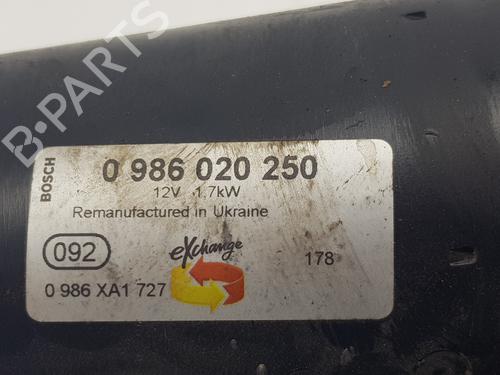 BOSCH
0 986 020 250
12V 1.7kW
Remanufactured in Ukraine
092
exchange
178
0 986 XA1 727
B-PARTS